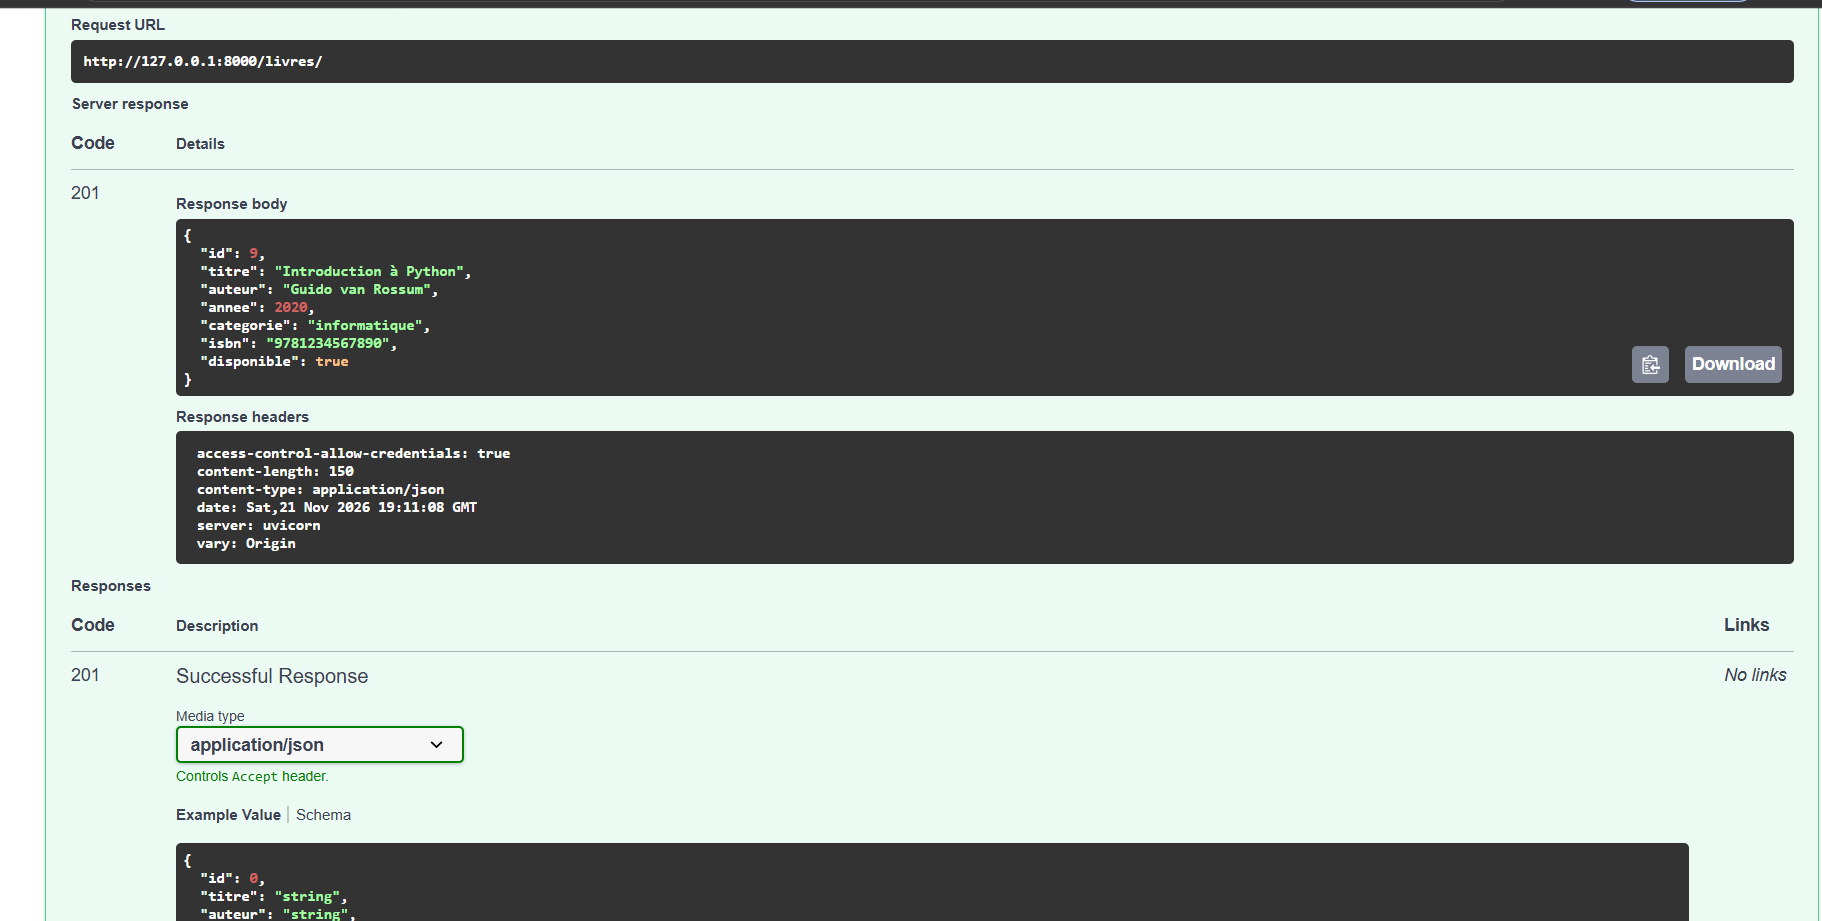 Request URL
http://127.0.0.1:8000/livres/
Server response
Code Details
201
Response body
{
"id": 9,
"titre": "Introduction à Python",
"auteur": "Guido van Rossum",
"annee": 2020,
"categorie": "informatique",
"isbn": "9781234567890",
"disponible": true
}
Download
Response headers
access-control-allow-credentials: true
content-length: 150
content-type: application/json
date: Sat,21 Nov 2026 19:11:08 GMT
server: uvicorn
vary: Origin
Responses
Code Description Links
201 Successful Response No links
Media type
application/json
Controls Accept header.
Example Value Schema
{
"id": 0,
"titre": "string",
"auteur": "string",